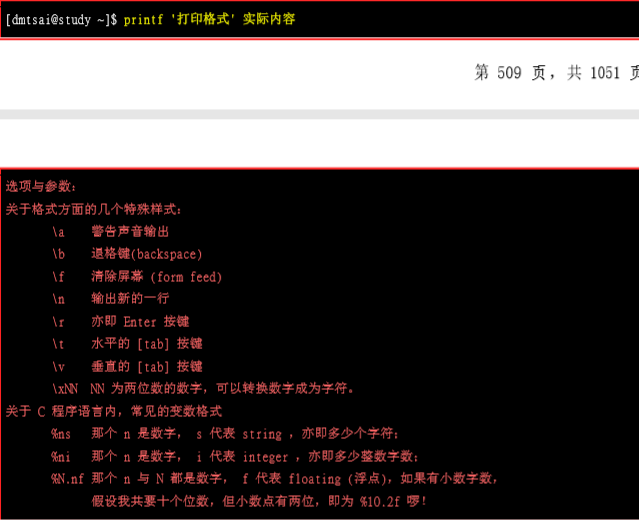 [dmtsai@study ~]$ printf '打印格式' 实际内容
第 509 页，共 1051 页
选项与参数：
关于格式方面的几个特殊样式：
\a 警告声音输出
\b 退格键(backspace)
\f 清除屏幕 (form feed)
\n 输出新的一行
\r 亦即 Enter 按键
\t 水平的 [tab] 按键
\v 垂直的 [tab] 按键
\xNN NN 为两位数的数字，可以转换数字成为字符。
关于 C 程序语言内，常见的变数格式
%ns 那个 n 是数字， s 代表 string ，亦即多少个字符；
%ni 那个 n 是数字， i 代表 integer ，亦即多少整数字数；
%N.nf 那个 n 与 N 都是数字， f 代表 floating (浮点)，如果有小数字数，
假设我共要十个位数，但小数点有两位，即为 %10.2f 啰！